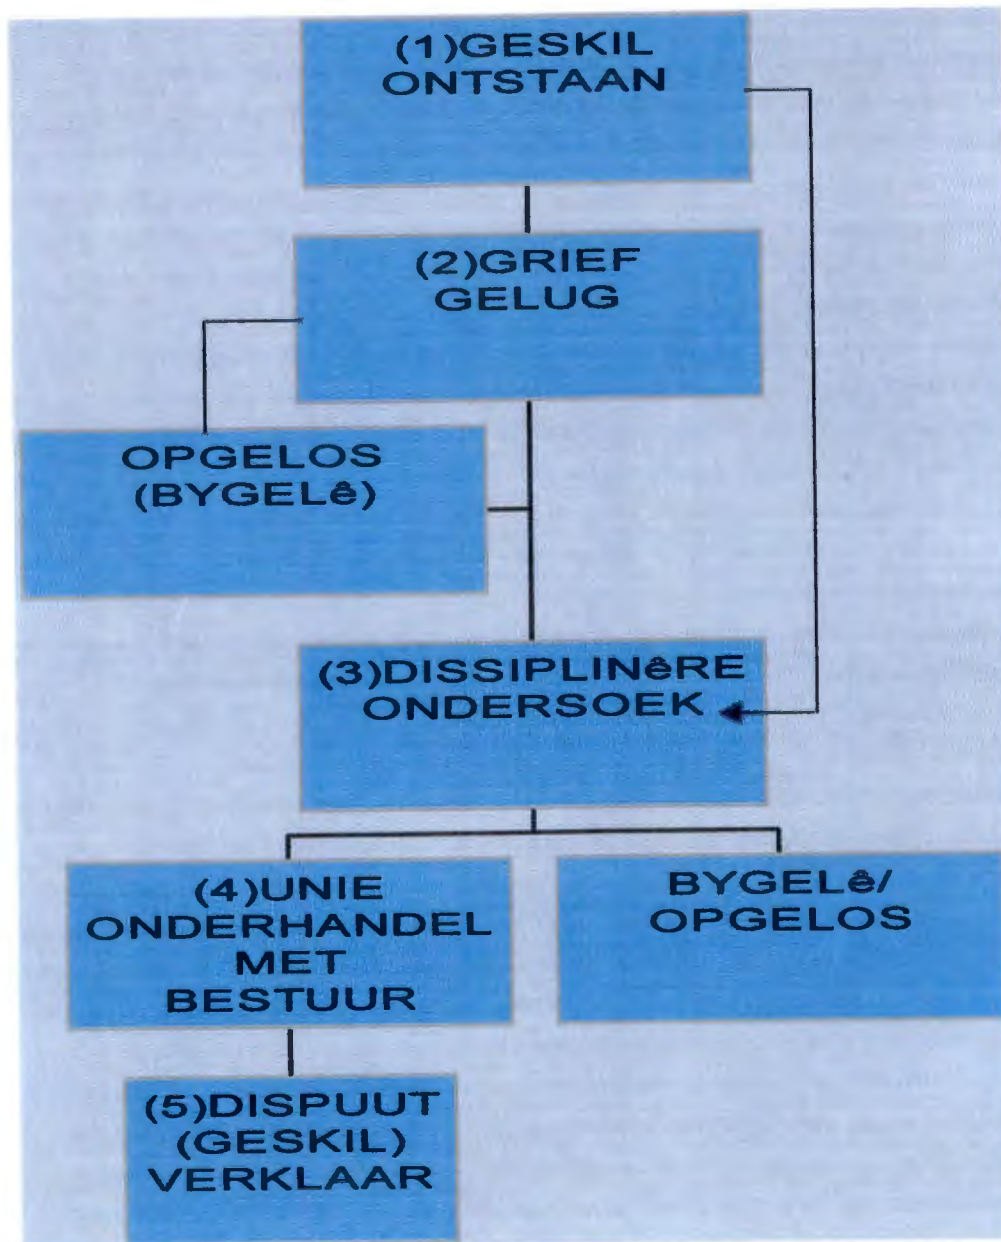 (1)GESKIL
ONTSTAAN
(2)GRIEF
GELUG
OPGELOS
(BYGELê)
(3)DISSIPLINêRE
ONDERSOEK
(4)UNIE
ONDERHANDEL
MET
BESTUUR
BYGELê/
OPGELOS
(5)DISPUUT
(GESKIL)
VERKLAAR